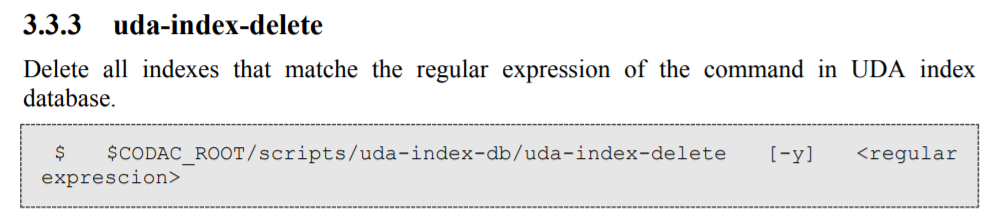 3.3.3 uda-index-delete
Delete all indexes that matche the regular expression of the command in UDA index
database.
$ $CODAC_ROOT/scripts/uda-index-db/uda-index-delete [-y] <regular
exprescion>